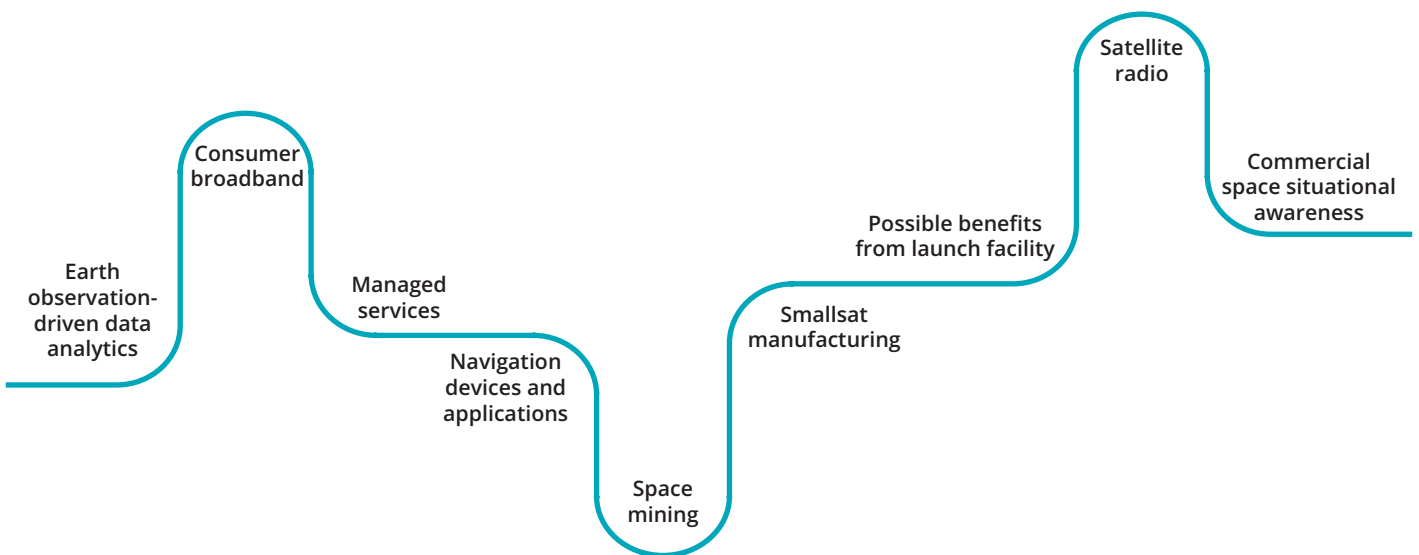 Earth
observation-
driven data
analytics
Consumer
broadband
Managed
services
Navigation
devices and
applications
Space
mining
Smallsat
manufacturing
Possible benefits
from launch facility
Satellite
radio
Commercial
space situational
awareness